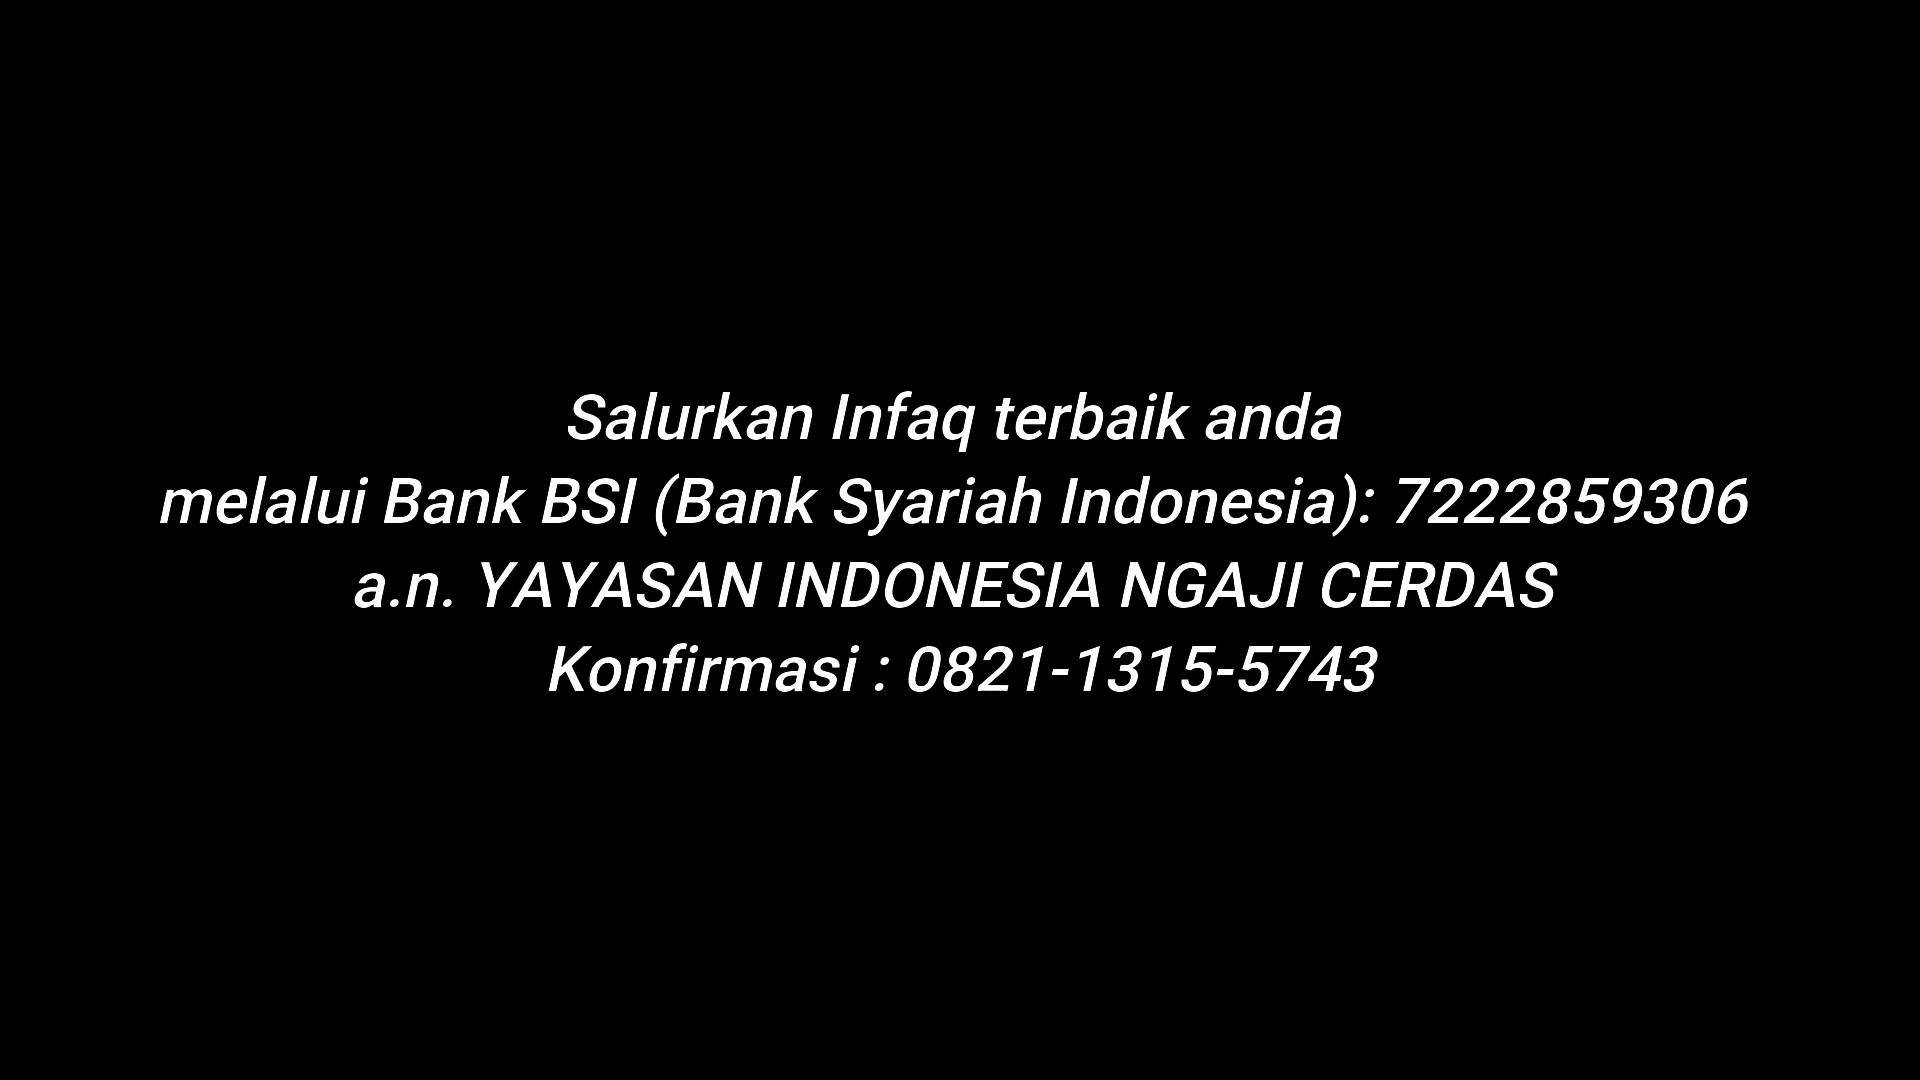 Salurkan Infaq terbaik anda
melalui Bank BSI (Bank Syariah Indonesia): 7222859306
a.n. YAYASAN INDONESIA NGAJI CERDAS
Konfirmasi : 0821-1315-5743